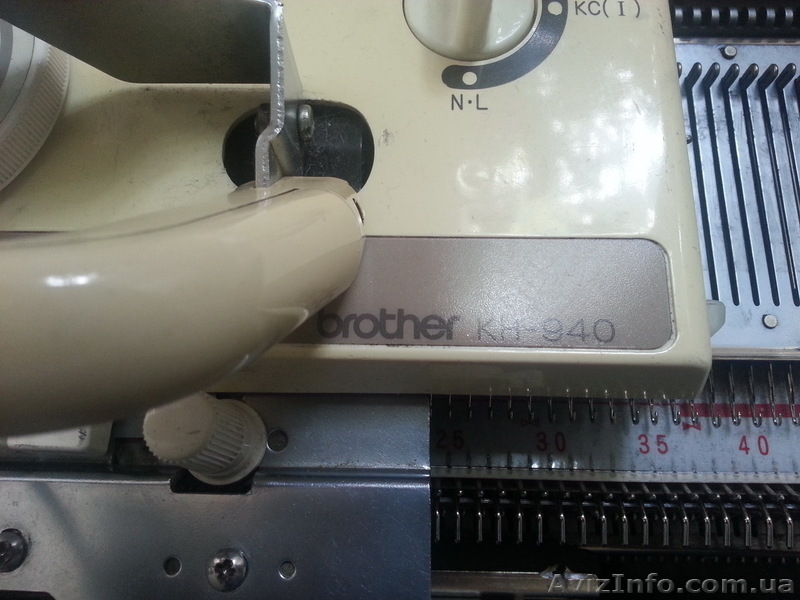 KC(I)
N·L
brother KH-940
25 30 35 40
AvizInfo.com.ua